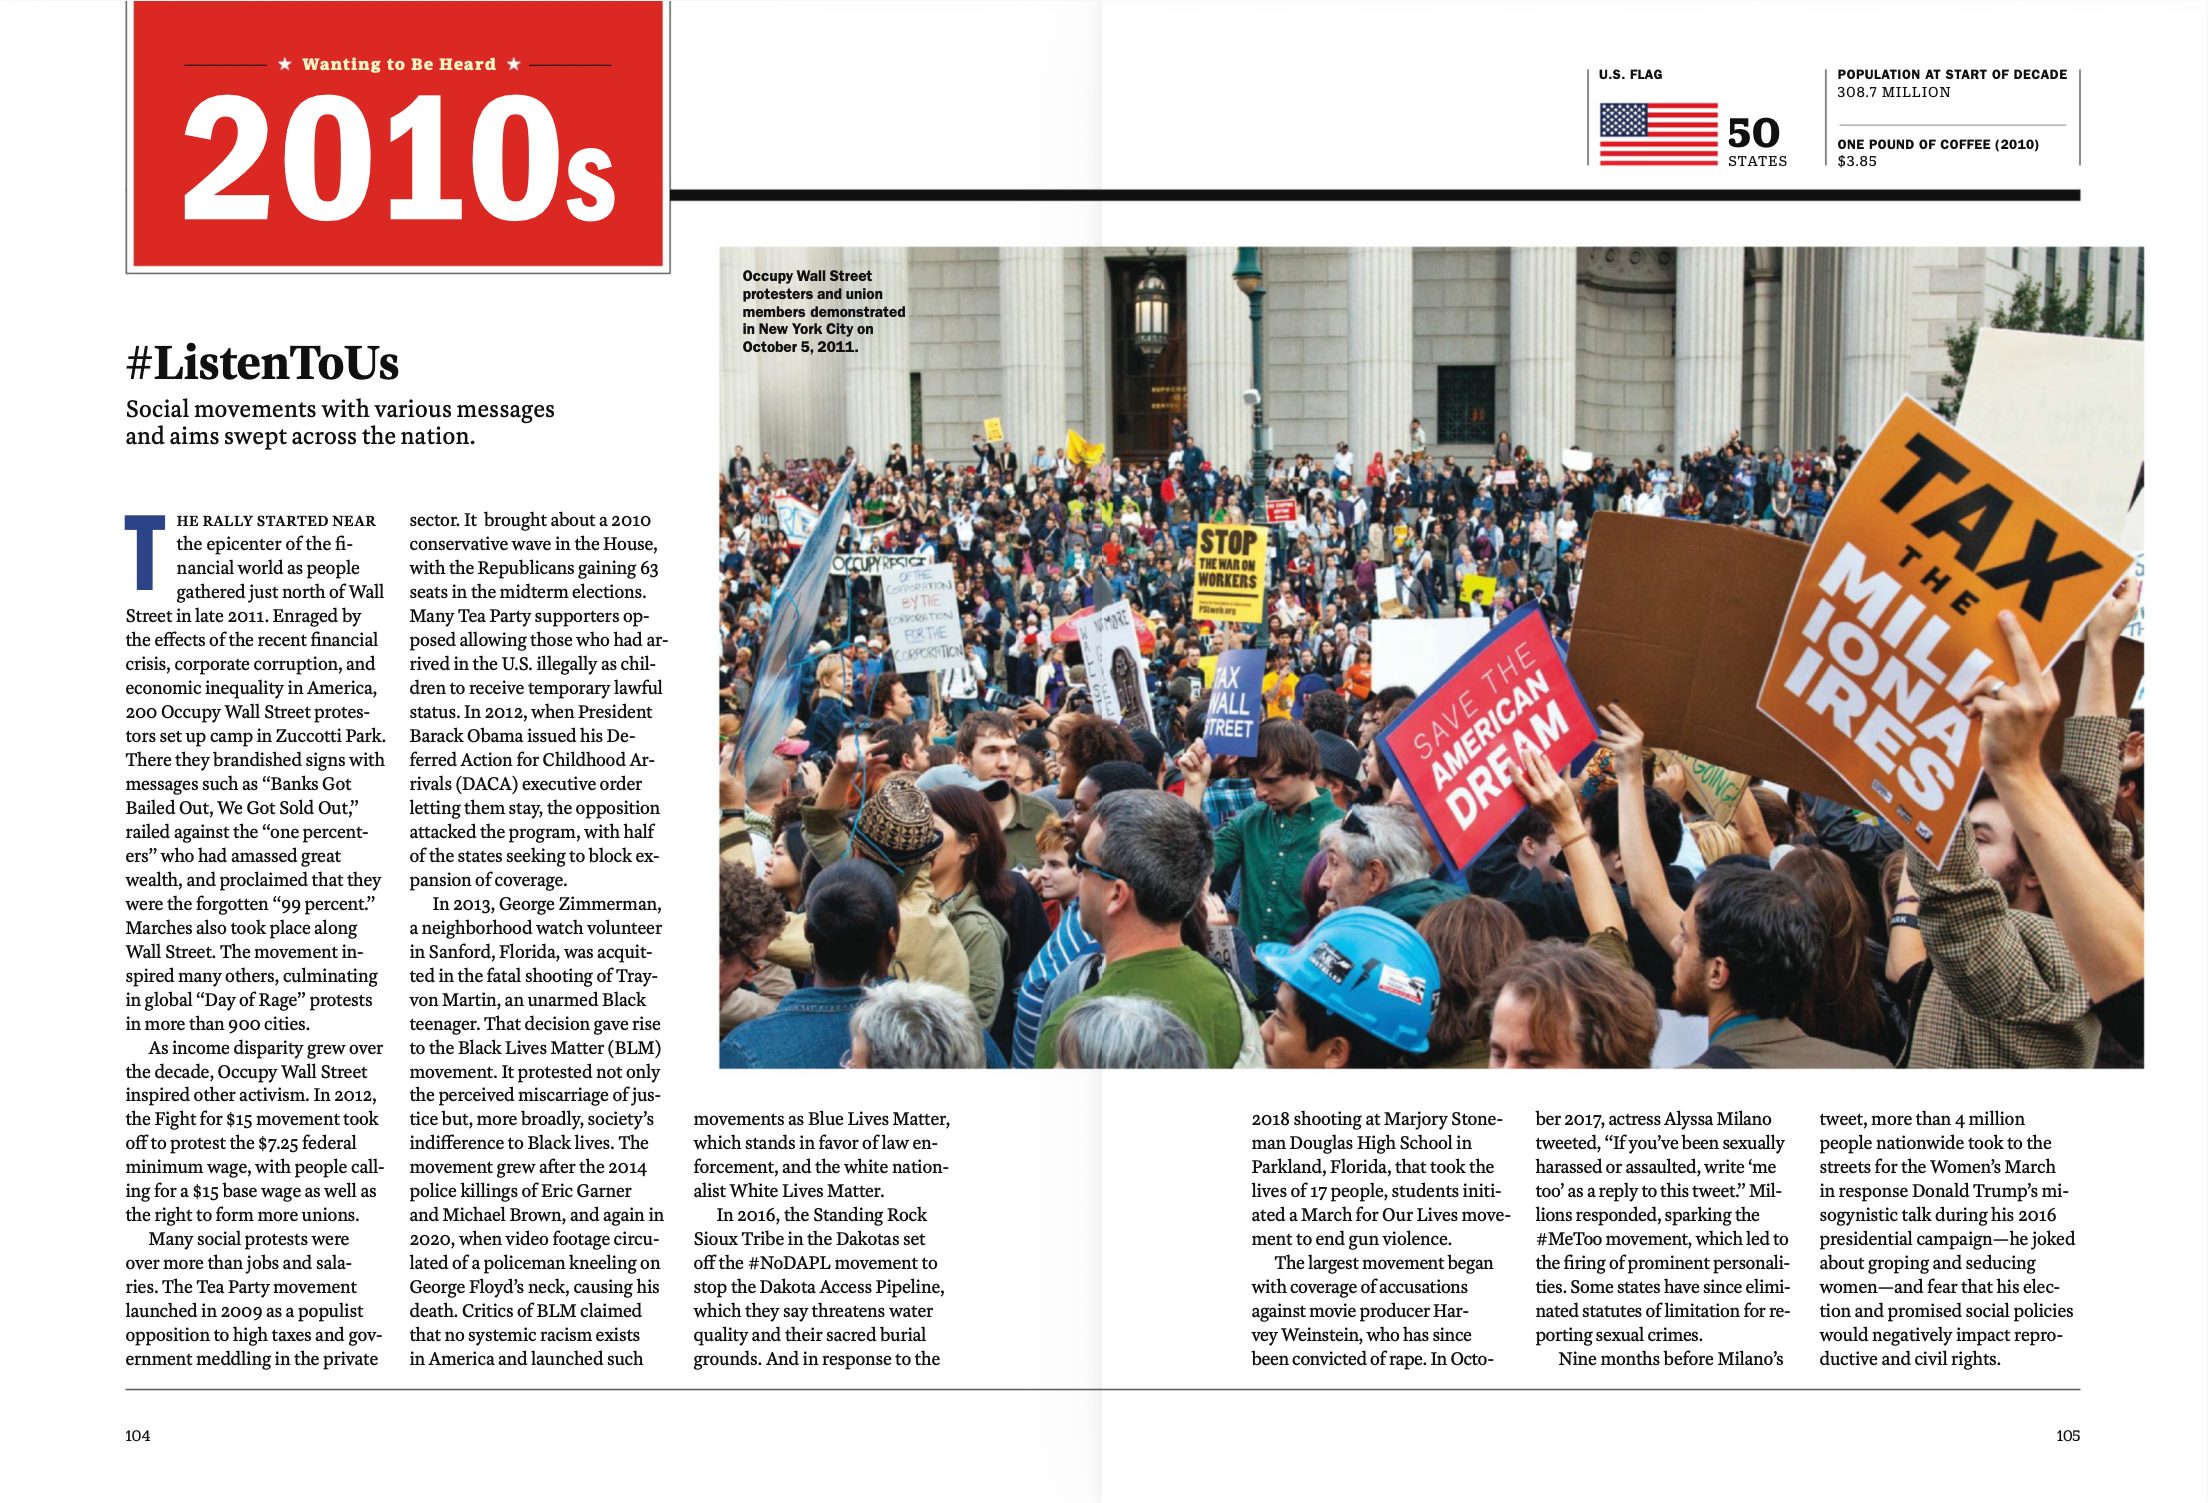 Wanting to Be Heard
2010s
U.S. FLAG
50
STATES
POPULATION AT START OF DECADE
308.7 MILLION
ONE POUND OF COFFEE (2010)
$3.85
#ListenToUs
Social movements with various messages
and aims swept across the nation.
THE RALLY STARTED NEAR
the epicenter of the fi-
nancial world as people
gathered just north of Wall
Street in late 2011. Enraged by
the effects of the recent financial
crisis, corporate corruption, and
economic inequality in America,
200 Occupy Wall Street protes-
tors set up camp in Zuccotti Park.
There they brandished signs with
messages such as “Banks Got
Bailed Out, We Got Sold Out,”
railed against the “one percent-
ers” who had amassed great
wealth, and proclaimed that they
were the forgotten “99 percent.”
Marches also took place along
Wall Street. The movement in-
spired many others, culminating
in global “Day of Rage” protests
in more than 900 cities.
As income disparity grew over
the decade, Occupy Wall Street
inspired other activism. In 2012,
the Fight for $15 movement took
off to protest the $7.25 federal
minimum wage, with people call-
ing for a $15 base wage as well as
the right to form more unions.
Many social protests were
over more than jobs and sala-
ries. The Tea Party movement
launched in 2009 as a populist
opposition to high taxes and gov-
ernment meddling in the private
sector. It brought about a 2010
conservative wave in the House,
with the Republicans gaining 63
seats in the midterm elections.
Many Tea Party supporters op-
posed allowing those who had ar-
rived in the U.S. illegally as chil-
dren to receive temporary lawful
status. In 2012, when President
Barack Obama issued his De-
ferred Action for Childhood Ar-
rivals (DACA) executive order
letting them stay, the opposition
attacked the program, with half
of the states seeking to block ex-
pansion of coverage.
In 2013, George Zimmerman,
a neighborhood watch volunteer
in Sanford, Florida, was acquit-
ted in the fatal shooting of Tray-
von Martin, an unarmed Black
teenager. That decision gave rise
to the Black Lives Matter (BLM)
movement. It protested not only
the perceived miscarriage of jus-
tice but, more broadly, society’s
indifference to Black lives. The
movement grew after the 2014
police killings of Eric Garner
and Michael Brown, and again in
2020, when video footage circu-
lated of a policeman kneeling on
George Floyd’s neck, causing his
death. Critics of BLM claimed
that no systemic racism exists
in America and launched such
movements as Blue Lives Matter,
which stands in favor of law en-
forcement, and the white nation-
alist White Lives Matter.
In 2016, the Standing Rock
Sioux Tribe in the Dakotas set
off the #NoDAPL movement to
stop the Dakota Access Pipeline,
which they say threatens water
quality and their sacred burial
grounds. And in response to the
2018 shooting at Marjory Stone-
man Douglas High School in
Parkland, Florida, that took the
lives of 17 people, students initi-
ated a March for Our Lives move-
ment to end gun violence.
The largest movement began
with coverage of accusations
against movie producer Har-
vey Weinstein, who has since
been convicted of rape. In Octo-
ber 2017, actress Alyssa Milano
tweeted, “If you’ve been sexually
harassed or assaulted, write ‘me
too’ as a reply to this tweet.” Mil-
lions responded, sparking the
#MeToo movement, which led to
the firing of prominent personali-
ties. Some states have since elimi-
nated statutes of limitation for re-
porting sexual crimes.
Nine months before Milano’s
tweet, more than 4 million
people nationwide took to the
streets for the Women’s March
in response Donald Trump’s mi-
sogynistic talk during his 2016
presidential campaign—he joked
about groping and seducing
women—and fear that his elec-
tion and promised social policies
would negatively impact repro-
ductive and civil rights.
Occupy Wall Street
protesters and union
members demonstrated
in New York City on
October 5, 2011.
OCCUPY RESIST
OF THE
CORPORATION
BY THE
CORPORATION
FOR THE
CORPORATION
NO MORE
STOP
THE WAR ON
WORKERS
PSLweb.org
TAX
WALL
STREET
SAVE THE
AMERICAN
DREAM
TAX
THE
MILL
IONA
IRES
GOING?
104
105